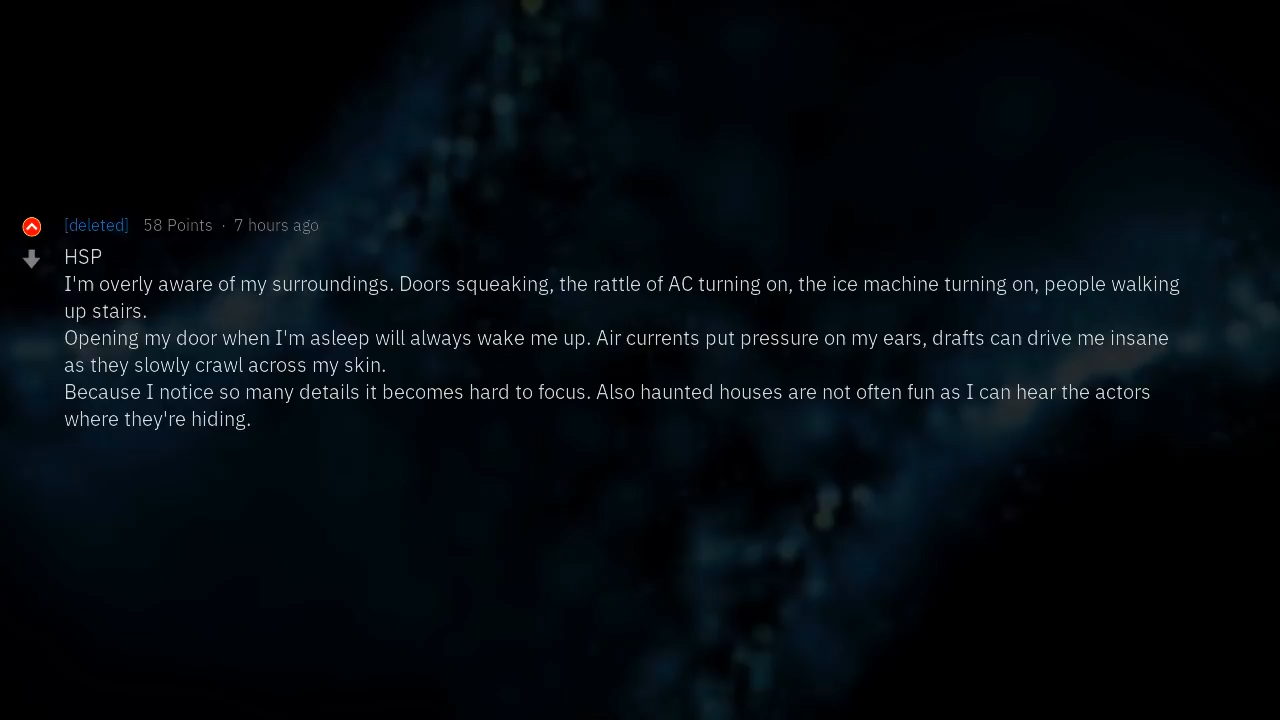 [deleted] 58 Points · 7 hours ago
HSP
I'm overly aware of my surroundings. Doors squeaking, the rattle of AC turning on, the ice machine turning on, people walking
up stairs.
Opening my door when I'm asleep will always wake me up. Air currents put pressure on my ears, drafts can drive me insane
as they slowly crawl across my skin.
Because I notice so many details it becomes hard to focus. Also haunted houses are not often fun as I can hear the actors
where they're hiding.